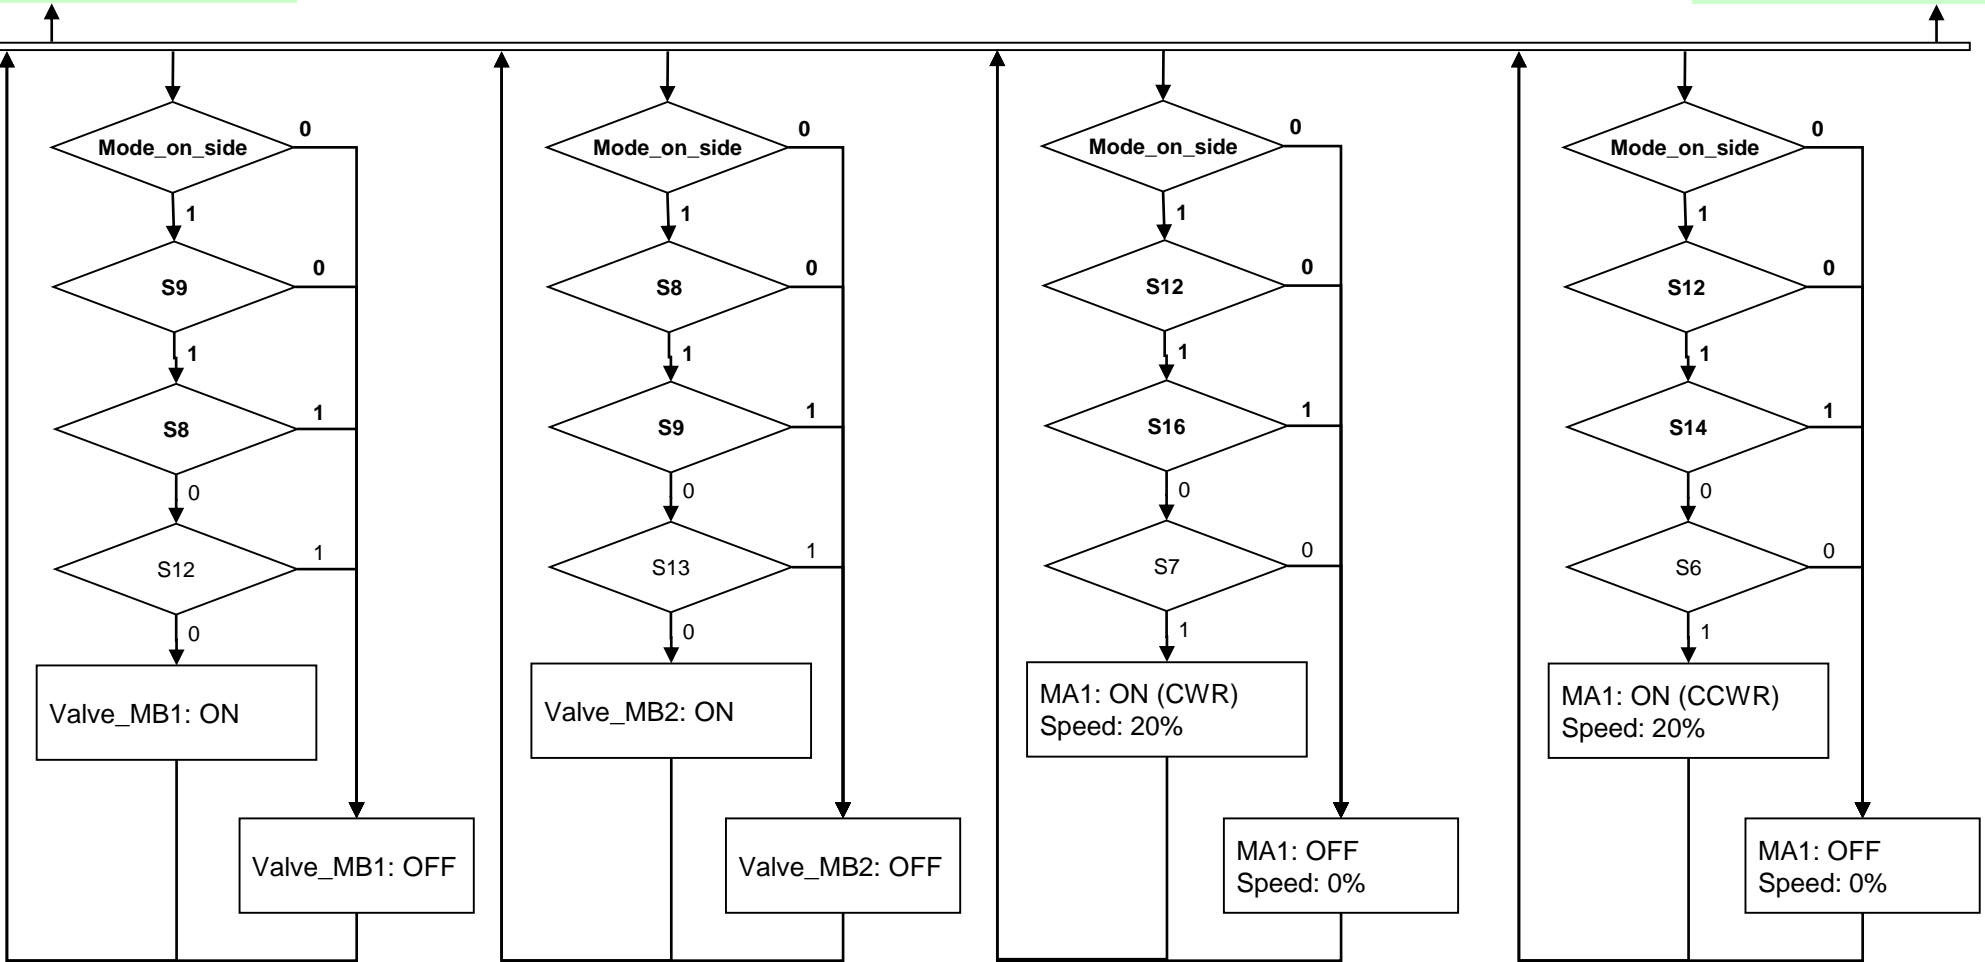 0
Mode_on_side
1
0
S9
1
1
S8
0
1
S12
0
Valve_MB1: ON
Valve_MB1: OFF
0
Mode_on_side
1
0
S8
1
1
S9
0
1
S13
0
Valve_MB2: ON
Valve_MB2: OFF
0
Mode_on_side
1
0
S12
1
1
S16
0
0
S7
1
MA1: ON (CWR)
Speed: 20%
MA1: OFF
Speed: 0%
0
Mode_on_side
1
0
S12
1
1
S14
0
0
S6
1
MA1: ON (CCWR)
Speed: 20%
MA1: OFF
Speed: 0%